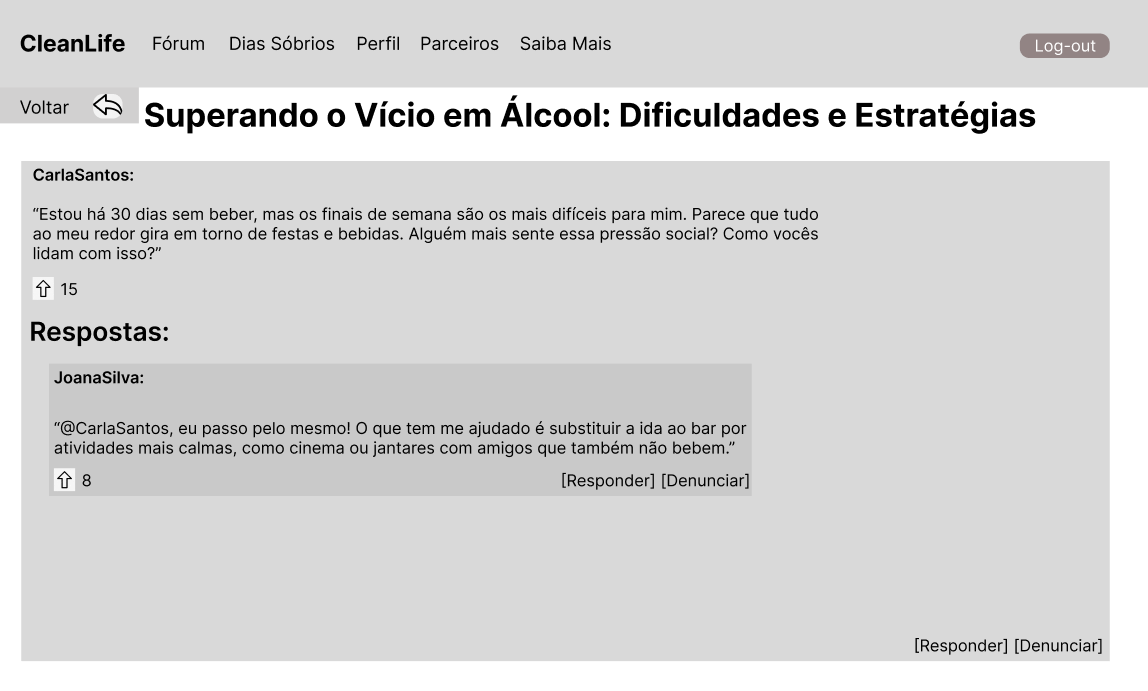 CleanLife Fórum Dias Sóbrios Perfil Parceiros Saiba Mais Log-out
Voltar
Superando o Vício em Álcool: Dificuldades e Estratégias
CarlaSantos:
“Estou há 30 dias sem beber, mas os finais de semana são os mais difíceis para mim. Parece que tudo
ao meu redor gira em torno de festas e bebidas. Alguém mais sente essa pressão social? Como vocês
lidam com isso?”
15
Respostas:
JoanaSilva:
“@CarlaSantos, eu passo pelo mesmo! O que tem me ajudado é substituir a ida ao bar por
atividades mais calmas, como cinema ou jantares com amigos que também não bebem.”
8 [Responder] [Denunciar]
[Responder] [Denunciar]